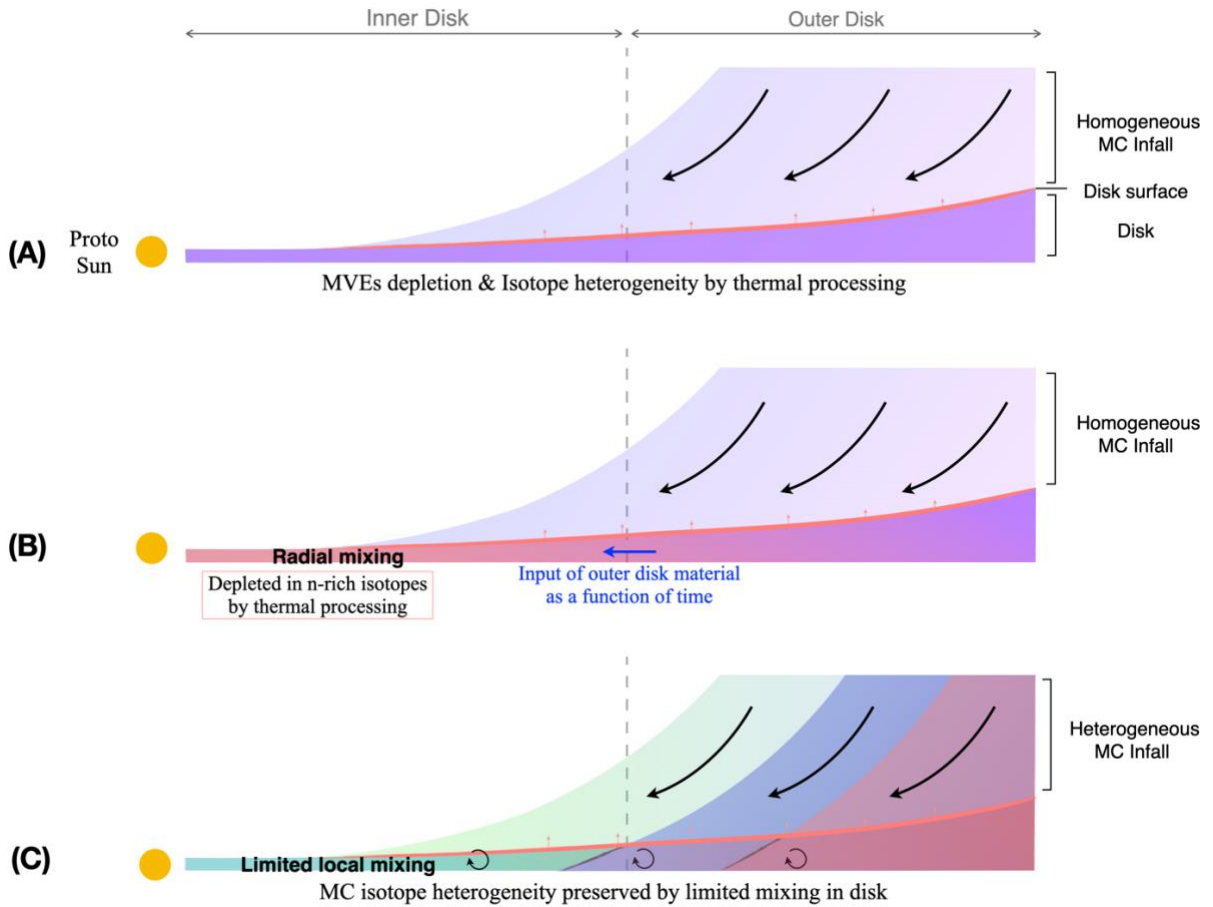 Inner Disk
Outer Disk
Homogeneous
MC Infall
Disk surface
Disk
(A)
Proto
Sun
MVEs depletion & Isotope heterogeneity by thermal processing
Homogeneous
MC Infall
(B)
Radial mixing
Depleted in n-rich isotopes
by thermal processing
Input of outer disk material
as a function of time
Heterogeneous
MC Infall
(C)
Limited local mixing
MC isotope heterogeneity preserved by limited mixing in disk